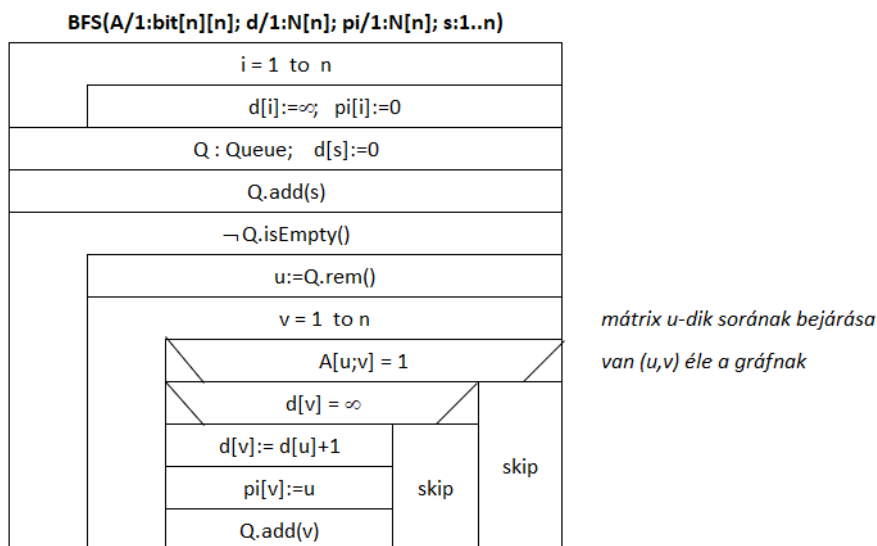 BFS(A/1:bit[n][n]; d/1:N[n]; pi/1:N[n]; s:1..n)
i = 1 to n
d[i]:=∞; pi[i]:=0
Q : Queue; d[s]:=0
Q.add(s)
¬ Q.isEmpty()
u:=Q.rem()
v = 1 to n
mátrix u-dik sorának bejárása
A[u;v] = 1
van (u,v) éle a gráfnak
d[v] = ∞
d[v]:= d[u]+1
skip
pi[v]:=u
skip
Q.add(v)